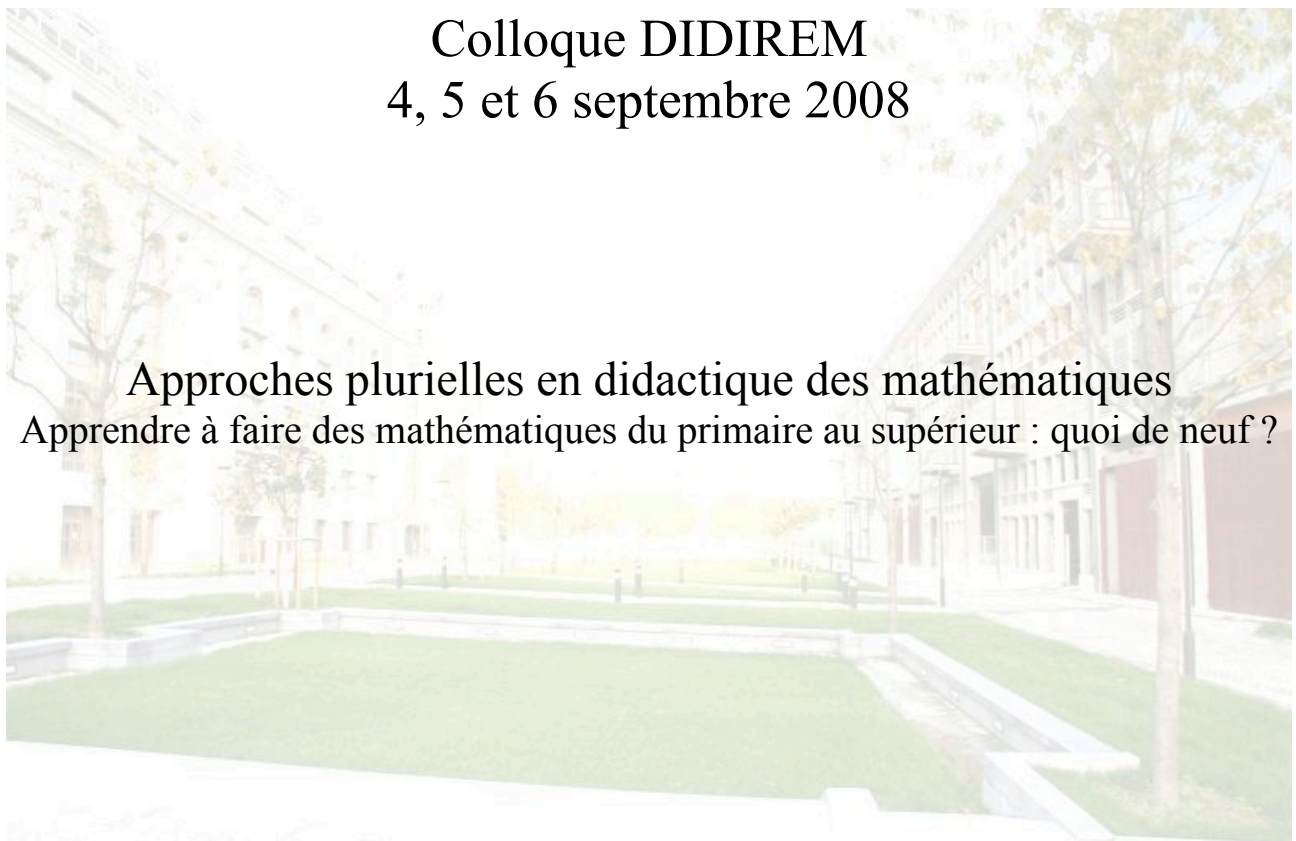 Colloque DIDIREM
4, 5 et 6 septembre 2008
Approches plurielles en didactique des mathématiques
Apprendre à faire des mathématiques du primaire au supérieur : quoi de neuf ?